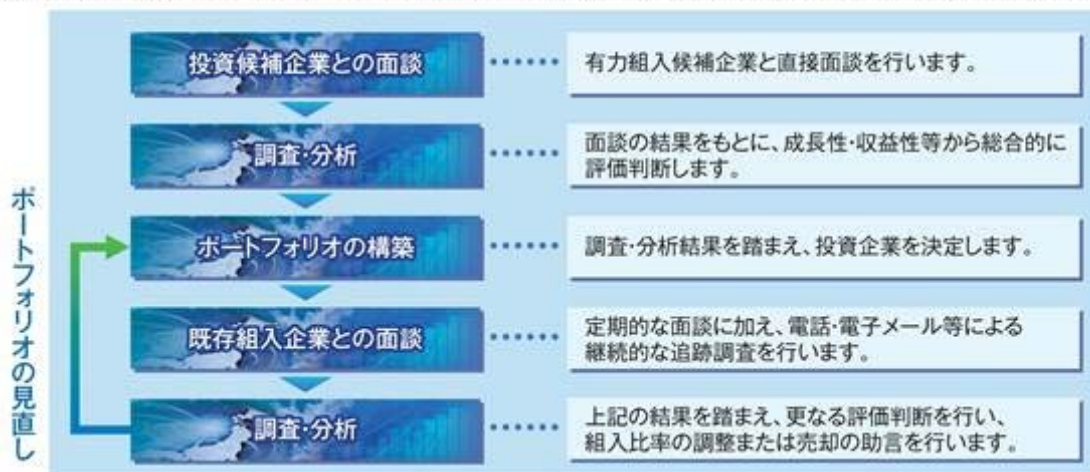 投資候補企業との面談
有力組入候補企業と直接面談を行います。
調査・分析
面談の結果をもとに、成長性・収益性等から総合的に
評価判断します。
ポートフォリオの構築
調査・分析結果を踏まえ、投資企業を決定します。
既存組入企業との面談
定期的な面談に加え、電話・電子メール等による
継続的な追跡調査を行います。
調査・分析
上記の結果を踏まえ、更なる評価判断を行い、
組入比率の調整または売却の助言を行います。
ポートフォリオの見直し